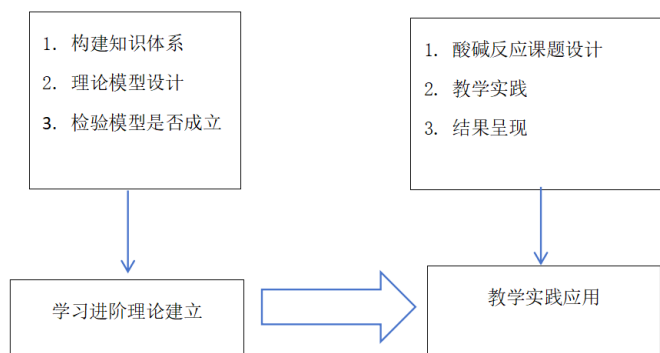 1. 构建知识体系
2. 理论模型设计
3. 检验模型是否成立
1. 酸碱反应课题设计
2. 教学实践
3. 结果呈现
学习进阶理论建立
教学实践应用